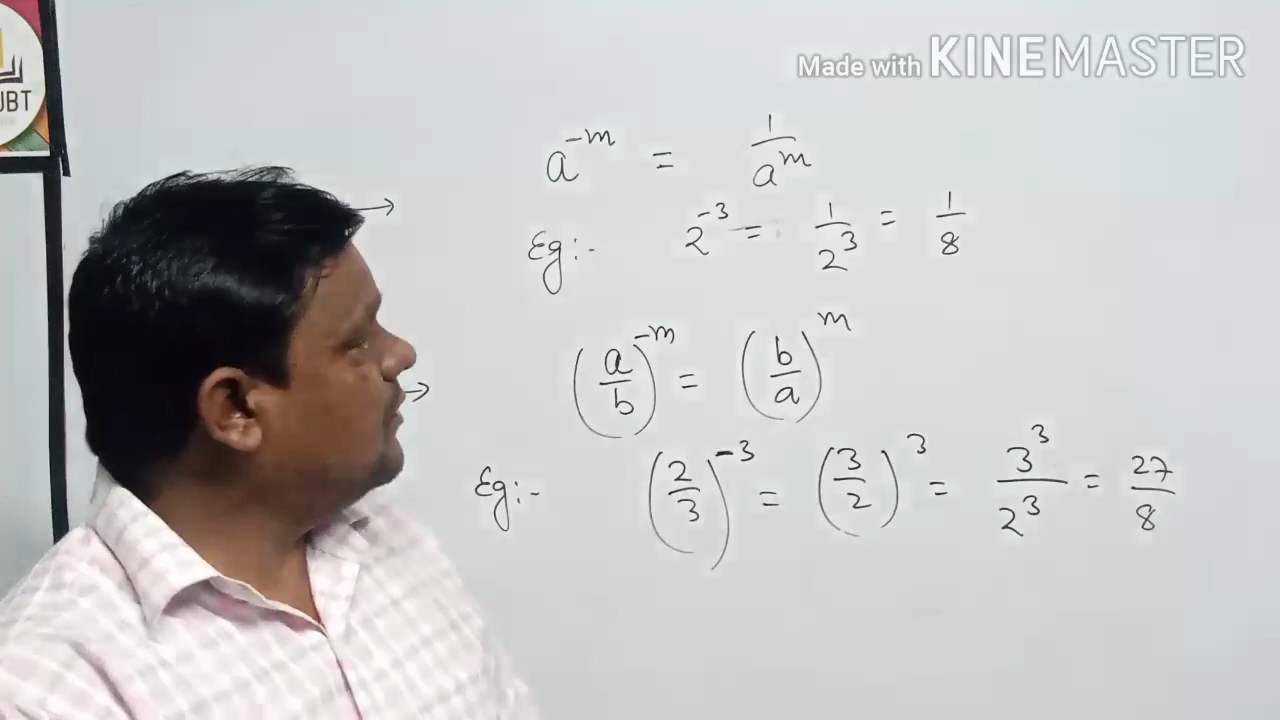 Made with KINEMASTER
UBT
a^{-m} = 1/a^m
Eg:- 2^{-3} = 1/2^3 = 1/8
(a/b)^{-m} = (b/a)^m
Eg:- (2/3)^{-3} = (3/2)^3 = 3^3/2^3 = 27/8